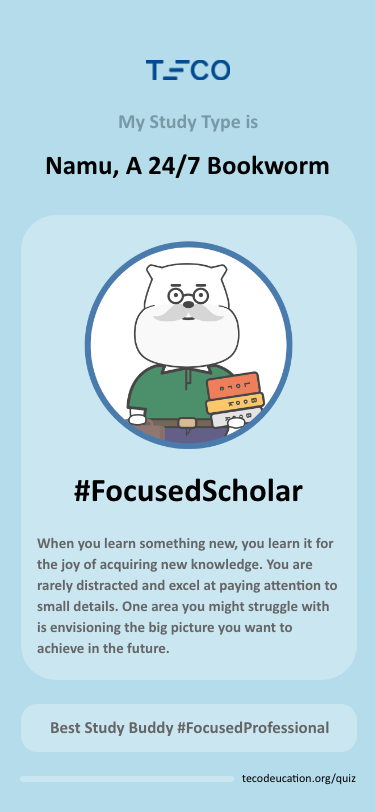 TECO
My Study Type is
Namu, A 24/7 Bookworm
#FocusedScholar
When you learn something new, you learn it for
the joy of acquiring new knowledge. You are
rarely distracted and excel at paying attention to
small details. One area you might struggle with
is envisioning the big picture you want to
achieve in the future.
Best Study Buddy #FocusedProfessional
tecodeucation.org/quiz